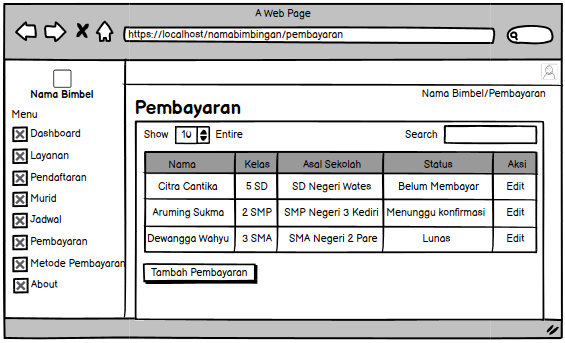 A Web Page
https://localhost/namabimbingan/pembayaran
Nama Bimbel
Menu
Dashboard
Layanan
Pendaftaran
Murid
Jadwal
Pembayaran
Metode Pembayaran
About
Nama Bimbel/Pembayaran
Pembayaran
Show 10 Entire Search
Nama Kelas Asal Sekolah Status Aksi
Citra Cantika 5 SD SD Negeri Wates Belum Membayar Edit
Aruming Sukma 2 SMP SMP Negeri 3 Kediri Menunggu konfirmasi Edit
Dewangga Wahyu 3 SMA SMA Negeri 2 Pare Lunas Edit
Tambah Pembayaran